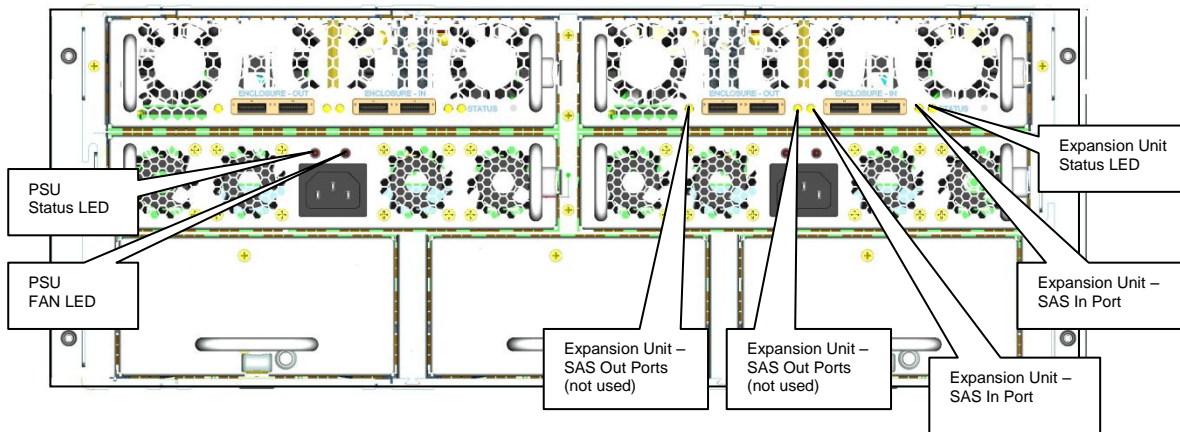 ENCLOSURE - OUT
ENCLOSURE - IN
STATUS
ENCLOSURE - OUT
ENCLOSURE - IN
STATUS
Expansion Unit
Status LED
PSU
Status LED
PSU
FAN LED
Expansion Unit –
SAS In Port
Expansion Unit –
SAS Out Ports
(not used)
Expansion Unit –
SAS Out Ports
(not used)
Expansion Unit –
SAS In Port